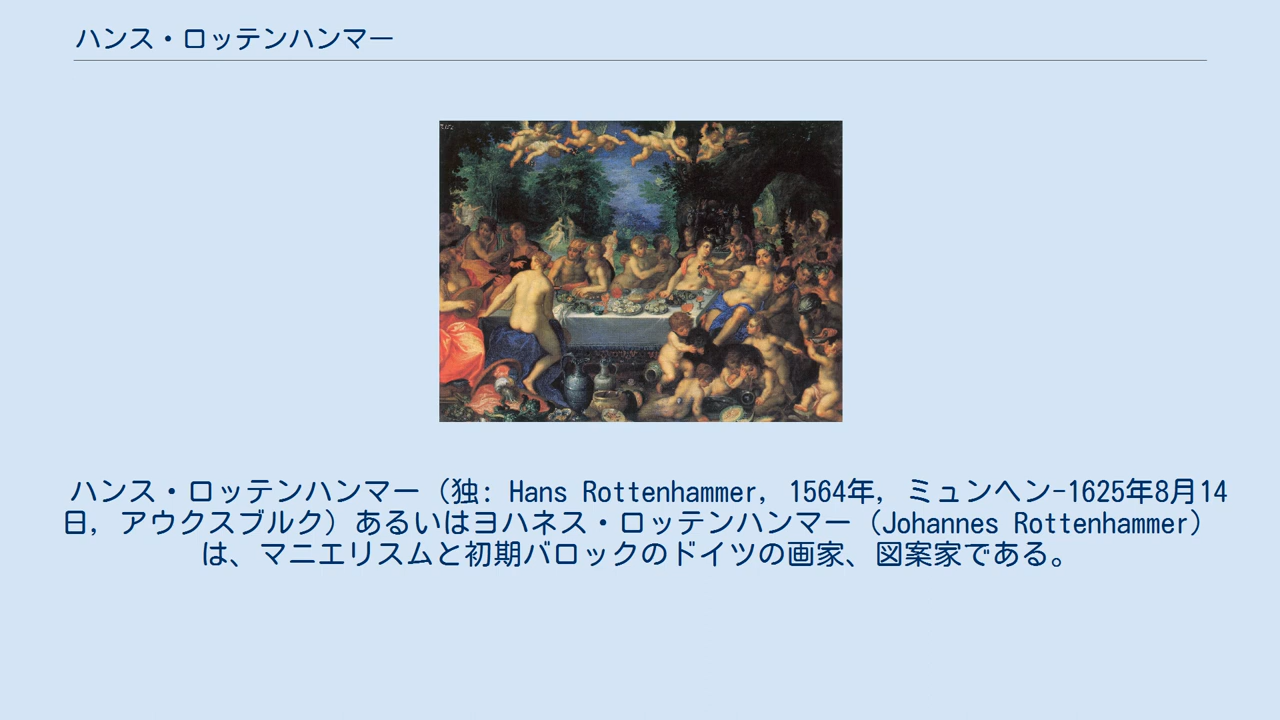 ハンス・ロッテンハンマー
ハンス・ロッテンハンマー（独: Hans Rottenhammer, 1564年, ミュンヘン-1625年8月14
日, アウクスブルク）あるいはヨハネス・ロッテンハンマー（Johannes Rottenhammer）
は、マニエリスムと初期バロックのドイツの画家、図案家である。